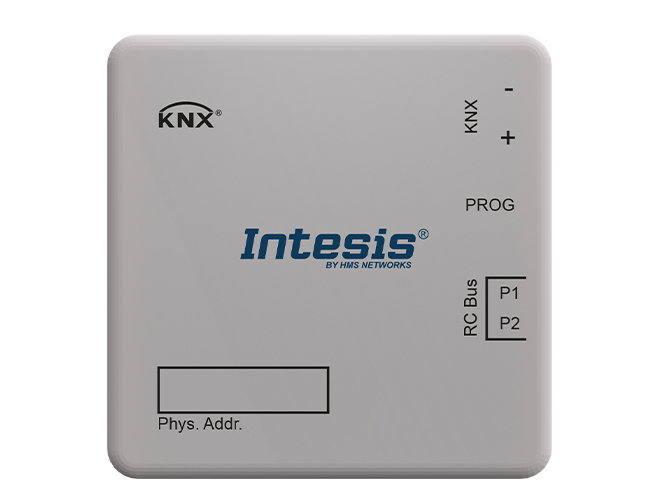 KNX®
KNX
-
+
PROG
Intesis®
BY HMS NETWORKS
RC Bus
P1
P2
Phys. Addr.